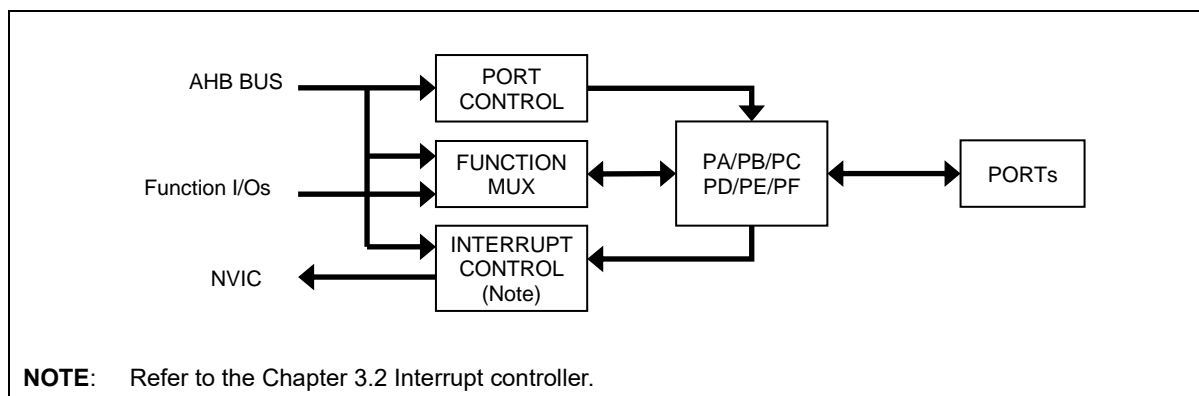 AHB BUS
PORT
CONTROL
Function I/Os
FUNCTION
MUX
NVIC
INTERRUPT
CONTROL
(Note)
PA/PB/PC
PD/PE/PF
PORTs
NOTE: Refer to the Chapter 3.2 Interrupt controller.